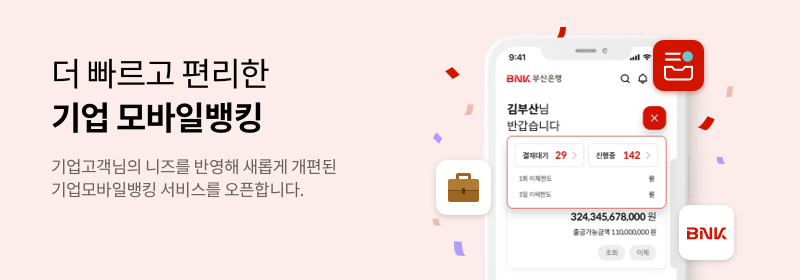 더 빠르고 편리한
기업 모바일뱅킹
기업고객님의 니즈를 반영해 새롭게 개편된
기업모바일뱅킹 서비스를 오픈합니다.
9:41
BNK 부산은행
김부산님
반갑습니다
결재대기 29 진행중 142
1회 이체한도 원
1일 이체한도 원
324,345,678,000 원
출금가능금액 110,000,000 원
조회 이체
BNK